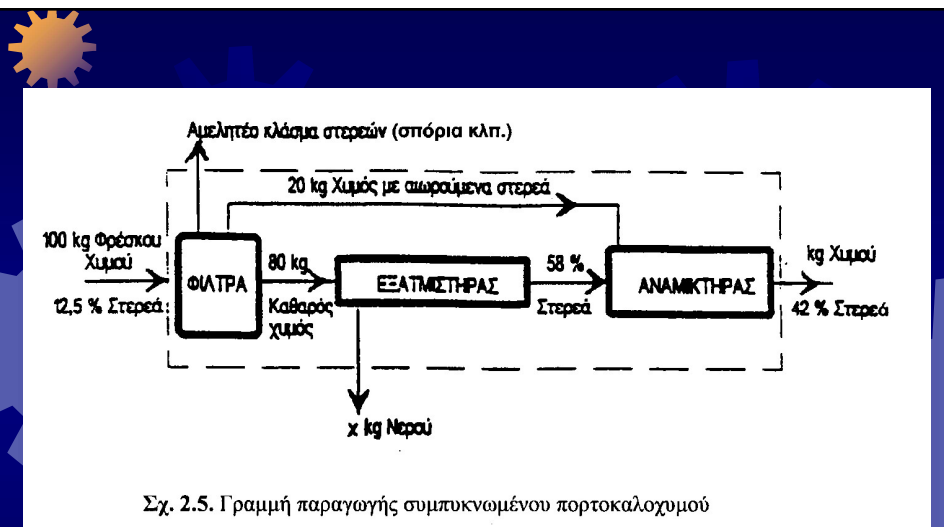 Αμελητέο κλάσμα στερεών (σπόρια κλπ.)
20 kg Χυμός με αιωρούμενα στερεά
100 kg Φρέσκου
Χυμού
12,5 % Στερεά
ΦΙΛΤΡΑ
80 kg
Καθαρός
χυμός
ΕΞΑΤΜΙΣΤΗΡΑΣ
58 %
Στερεά
ΑΝΑΜΙΚΤΗΡΑΣ
kg Χυμού
42 % Στερεά
x kg Νερού
Σχ. 2.5. Γραμμή παραγωγής συμπυκνωμένου πορτοκαλοχυμού